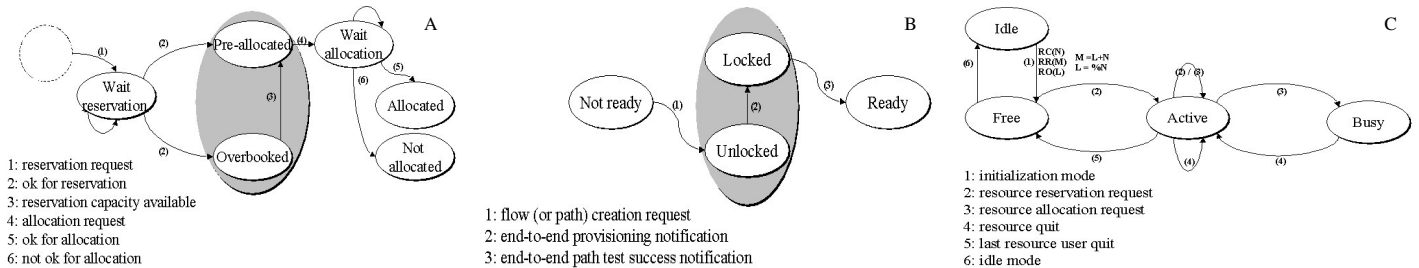 A
(1)
Wait
reservation
(2)
(2)
Pre-allocated
(3)
Overbooked
(4)
Wait
allocation
(5)
(6)
Allocated
Not
allocated
1: reservation request
2: ok for reservation
3: reservation capacity available
4: allocation request
5: ok for allocation
6: not ok for allocation
B
Not ready
(1)
Locked
(2)
Unlocked
(3)
Ready
1: flow (or path) creation request
2: end-to-end provisioning notification
3: end-to-end path test success notification
C
Idle
(6)
(1)
RC(N)
RR(M)
RO(L)
M =L+N
L = %N
Free
(2)
(2) / (3)
Active
(3)
Busy
(5)
(4)
(4)
1: initialization mode
2: resource reservation request
3: resource allocation request
4: resource quit
5: last resource user quit
6: idle mode